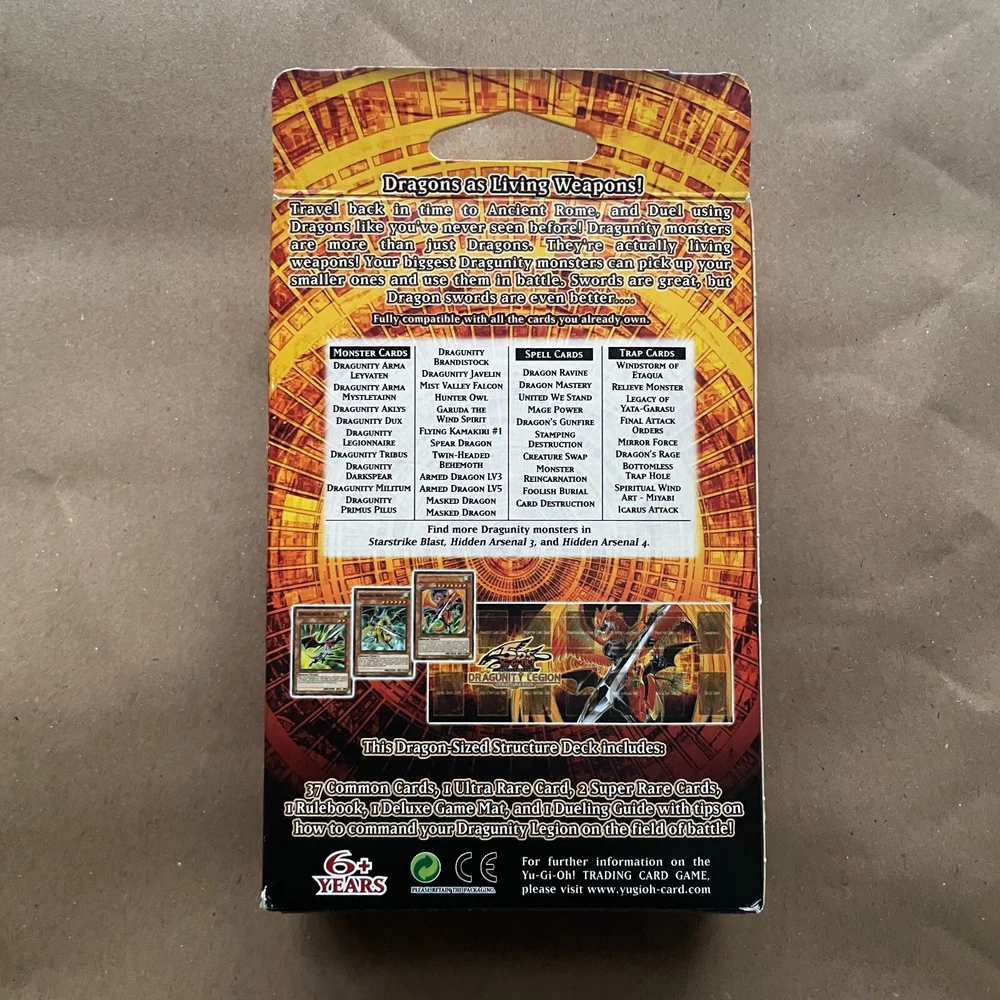 Dragons as Living Weapons!
Travel back in time to Ancient Rome, and Duel using
Dragons like you've never seen before! Dragunity monsters
are more than just Dragons. They're actually living
weapons! Your biggest Dragunity monsters can pick up your
smaller ones and use them in battle. Swords are great, but
Dragon swords are even better....
Fully compatible with all the cards you already own.
Monster Cards
Dragunity Arma
Leyvaten
Dragunity Arma
Mystletainn
Dragunity Aklys
Dragunity Dux
Dragunity
Legionnaire
Dragunity Tribus
Dragunity
Darkspear
Dragunity Militum
Dragunity
Primus Pilus
Dragunity
Brandistock
Dragunity Javelin
Mist Valley Falcon
Hunter Owl
Garuda the
Wind Spirit
Flying Kamakiri #1
Spear Dragon
Twin-Headed
Behemoth
Armed Dragon LV3
Armed Dragon LV5
Masked Dragon
Masked Dragon
Spell Cards
Dragon Ravine
Dragon Mastery
United We Stand
Mage Power
Dragon's Gunfire
Stamping
Destruction
Creature Swap
Monster
Reincarnation
Foolish Burial
Card Destruction
Trap Cards
Windstorm of
Etaqua
Relieve Monster
Legacy of
Yata-Garasu
Final Attack
Orders
Mirror Force
Dragon's Rage
Bottomless
Trap Hole
Spiritual Wind
Art - Miyabi
Icarus Attack
Find more Dragunity monsters in
Starstrike Blast, Hidden Arsenal 3, and Hidden Arsenal 4.
DRAGUNITY LEGION
This Dragon-Sized Structure Deck includes:
37 Common Cards, 1 Ultra Rare Card, 2 Super Rare Cards,
1 Rulebook, 1 Deluxe Game Mat, and 1 Dueling Guide with tips on
how to command your Dragunity Legion on the field of battle!
6+
YEARS
PLEASE RETAIN THE PACKAGING.
CE
For further information on the
Yu-Gi-Oh! TRADING CARD GAME,
please visit www.yugioh-card.com